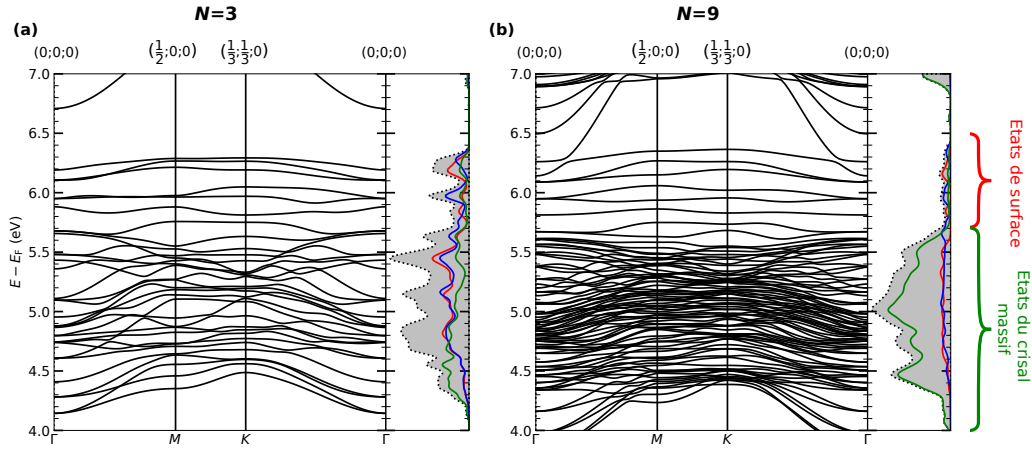 N=3
N=9
(a)
(b)
(0;0;0)
(1/2;0;0)
(1/3;1/3;0)
(0;0;0)
(0;0;0)
(1/2;0;0)
(1/3;1/3;0)
(0;0;0)
7.0
6.5
6.0
5.5
5.0
4.5
4.0
E − E_F (eV)
Γ
M
K
Γ
7.0
6.5
6.0
5.5
5.0
4.5
4.0
Γ
M
K
Γ
Etats de surface
Etats du crisal
massif